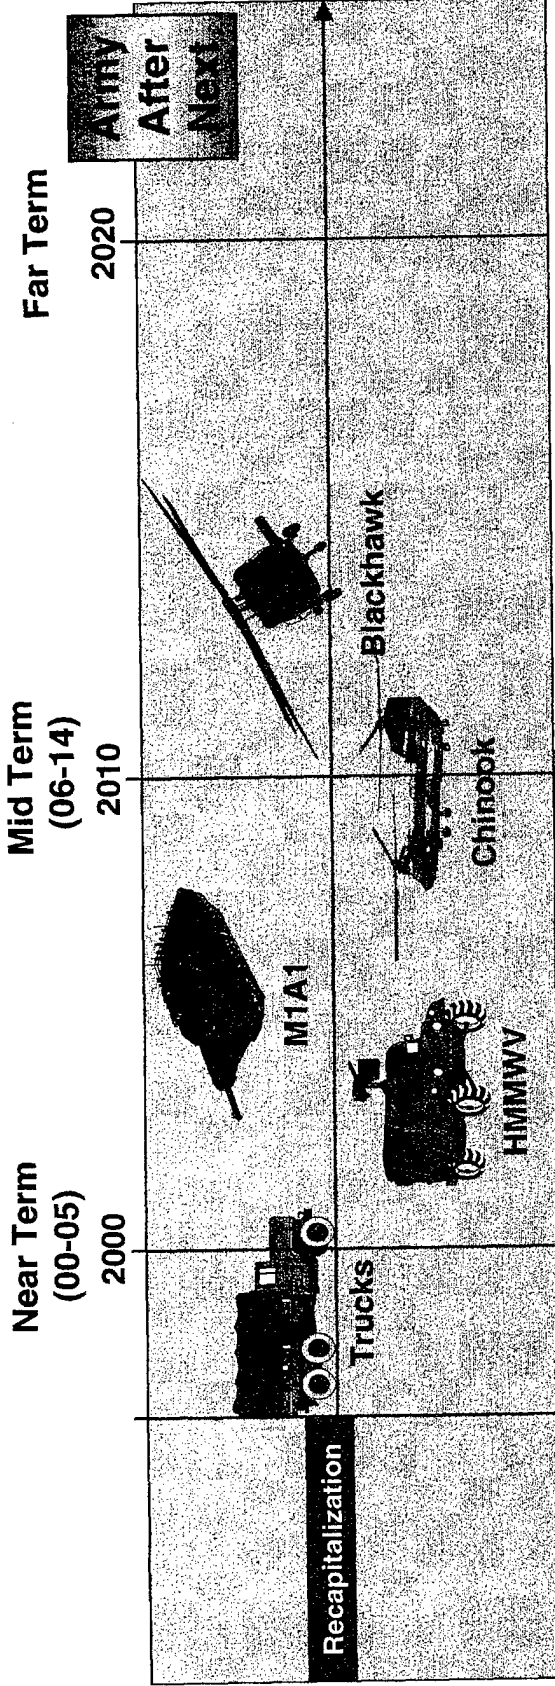 Near Term
(00-05)
Mid Term
(06-14)
Far Term
2000
2010
2020
Army
After
Next
M1A1
Blackhawk
Recapitalization
Trucks
HMMWV
Chinook